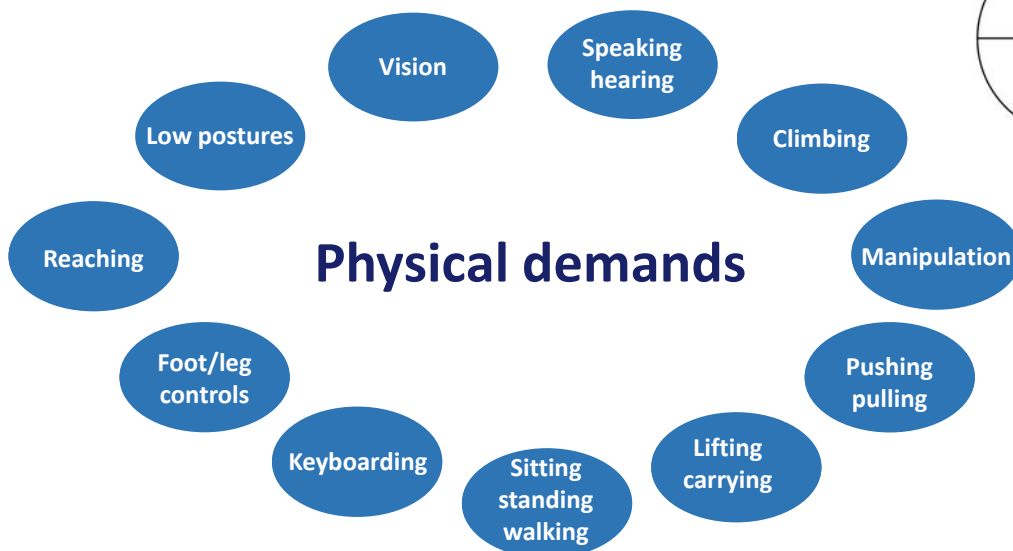 Vision
Speaking
hearing
Low postures
Climbing
Reaching
Physical demands
Manipulation
Foot/leg
controls
Pushing
pulling
Keyboarding
Sitting
standing
walking
Lifting
carrying